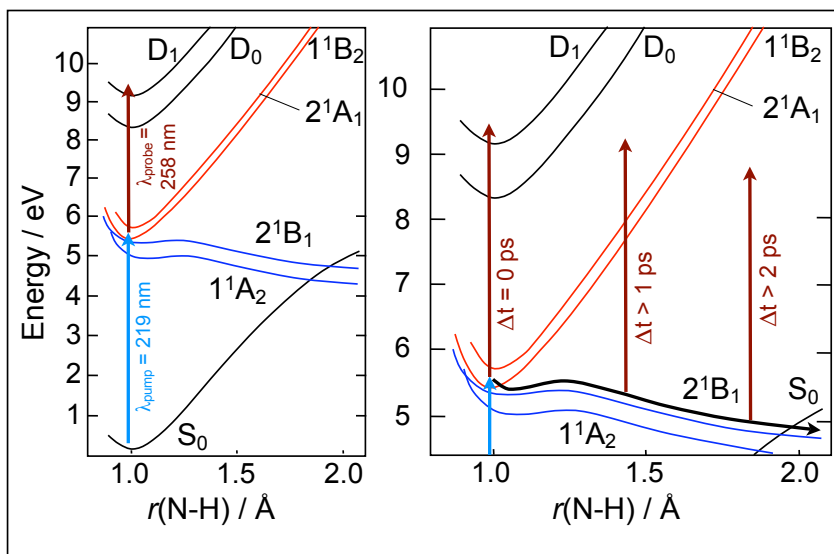 D₁
D₀
1¹B₂
2¹A₁
10
9
8
7
6
5
4
3
2
1
Energy / eV
λprobe =
258 nm
λpump = 219 nm
2¹B₁
1¹A₂
S₀
1.0
1.5
2.0
r(N-H) / Å
D₁
D₀
1¹B₂
2¹A₁
10
9
8
7
6
5
Δt = 0 ps
Δt > 1 ps
Δt > 2 ps
2¹B₁
S₀
1¹A₂
1.0
1.5
2.0
r(N-H) / Å